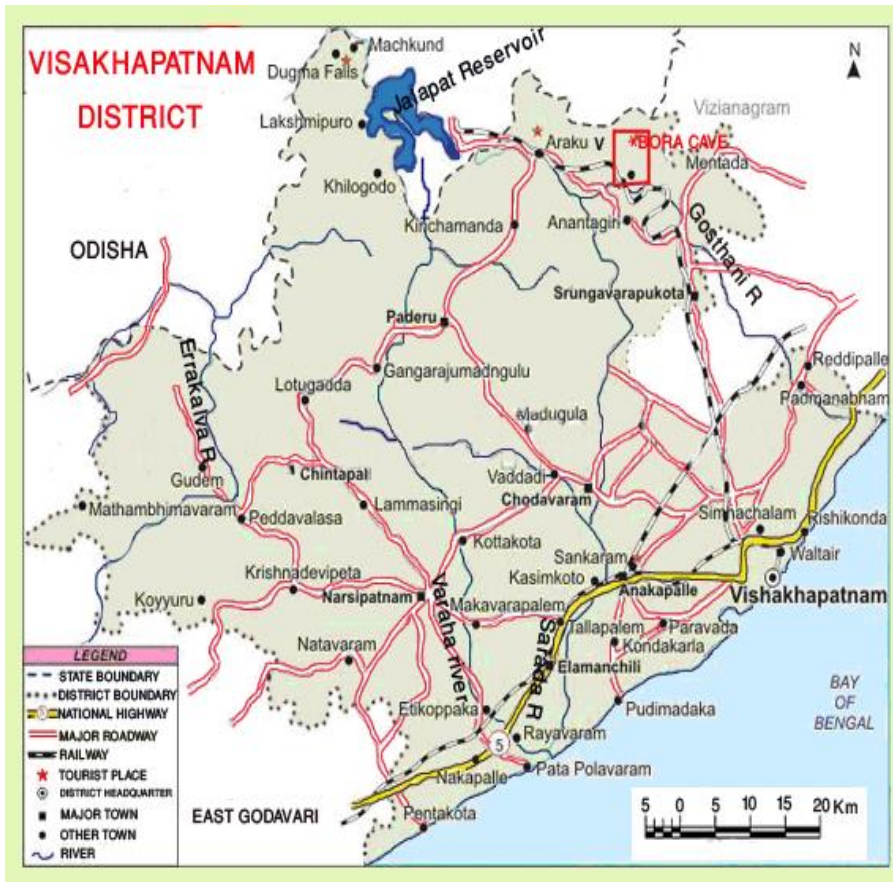 VISAKHAPATNAM
DISTRICT
Machkund
Dugma Falls
Jalapat Reservoir
N
Lakshmipuro
Vizianagram
Araku V
BORA CAVE
Mentada
Khilogodo
Kinchamanda
Anantagiri
Gosthani R
ODISHA
Srungavarapukota
Paderu
Errakalva R
Gangarajumadngulu
Reddipalle
Lotugadda
Padmanabham
Madugula
Gudem
Chintapal
Vaddadi
Chodavaram
Mathambhimavaram
Lammasingi
Peddavalasa
Simhachalam
Rishikonda
Kottakota
Sankaram
Waltair
Krishnadevipeta
Kasimkoto
Anakapalle
Vishakhapatnam
Koyyuru
Narsipatnam
Varaha river
Makavarapalem
Sarada R
Tallapalem
Paravada
Natavaram
Kondakarla
Elamanchili
LEGEND
STATE BOUNDARY
DISTRICT BOUNDARY
5 NATIONAL HIGHWAY
MAJOR ROADWAY
RAILWAY
TOURIST PLACE
DISTRICT HEADQUARTER
MAJOR TOWN
OTHER TOWN
RIVER
Etikoppaka
Pudimadaka
BAY
OF
BENGAL
Rayavaram
5
Nakapalle
Pata Polavaram
EAST GODAVARI
Pentakota
5 0 5 10 20 Km